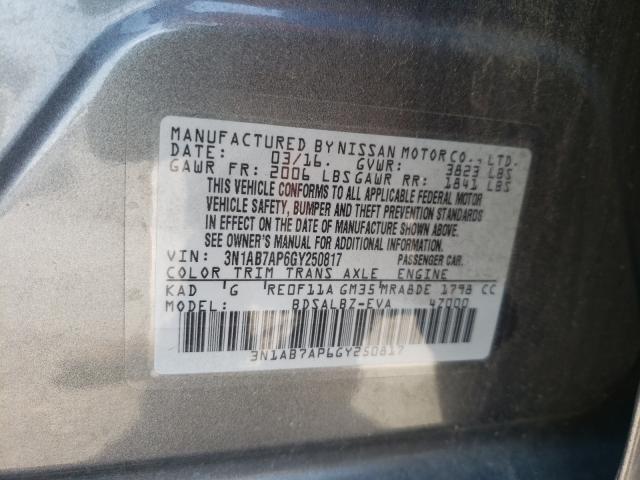 MANUFACTURED BY NISSAN MOTOR CO., LTD.
DATE: 03/16. GVWR: 3823 LBS
GAWR FR: 2006 LBS GAWR RR: 1841 LBS
THIS VEHICLE CONFORMS TO ALL APPLICABLE FEDERAL MOTOR
VEHICLE SAFETY, BUMPER AND THEFT PREVENTION STANDARDS
IN EFFECT ON THE DATE OF MANUFACTURE SHOWN ABOVE.
SEE OWNER'S MANUAL FOR ADDITIONAL INFORMATION.
VIN: 3N1AB7AP6GY250817 PASSENGER CAR.
COLOR TRIM TRANS AXLE ENGINE
KAD G RE0F11A GM35 MRA8DE 1798 CC
MODEL: BDSALBZ-EVA 47000
3N1AB7AP6GY250817